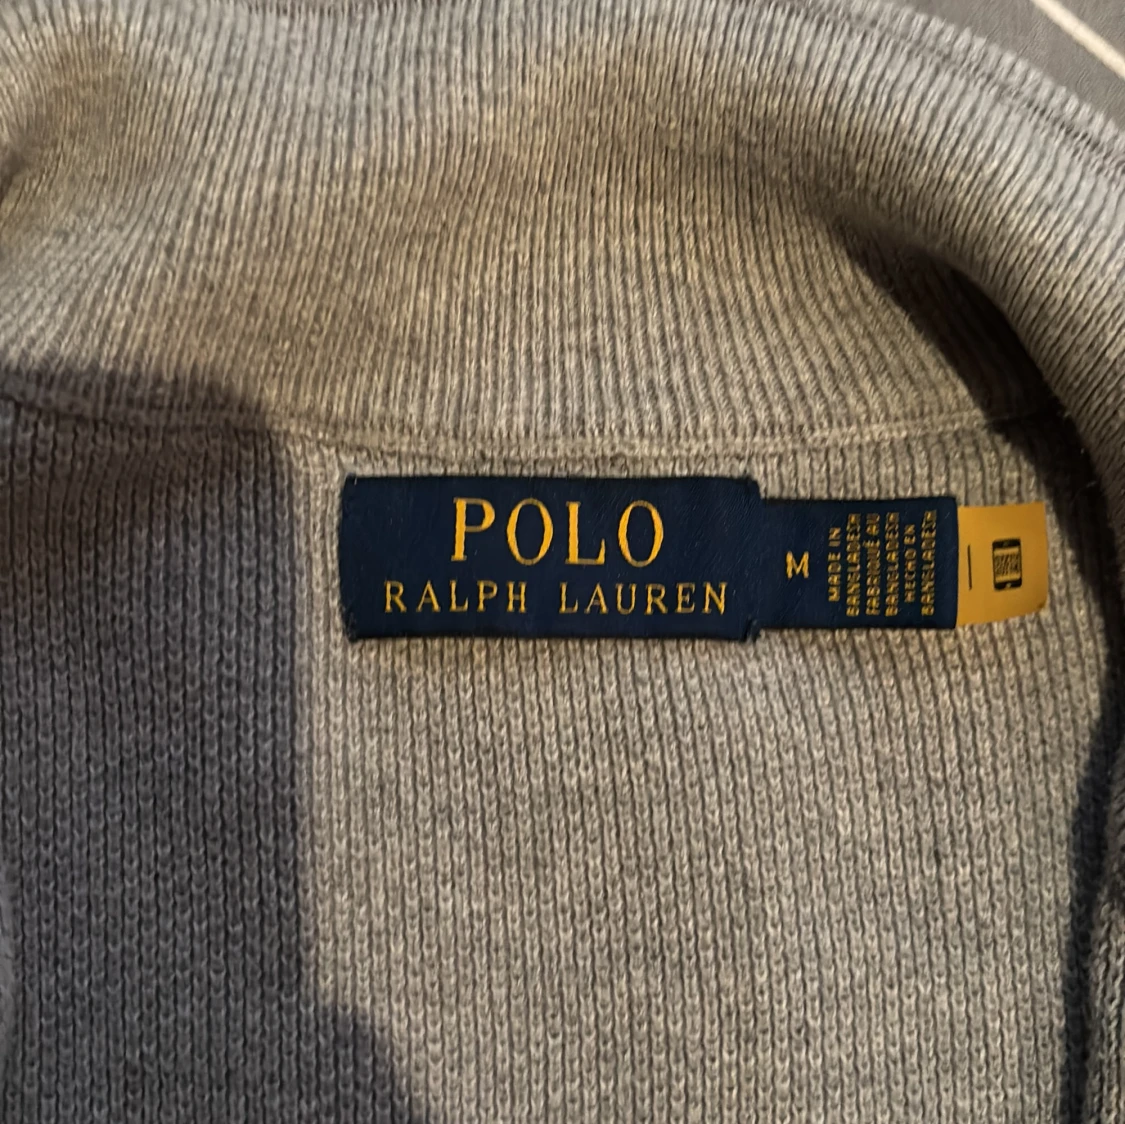 POLO
RALPH LAUREN
M
MADE IN
BANGLADESH
FABRIQUÉ AU
BANGLADESH
HECHO EN
BANGLADESH